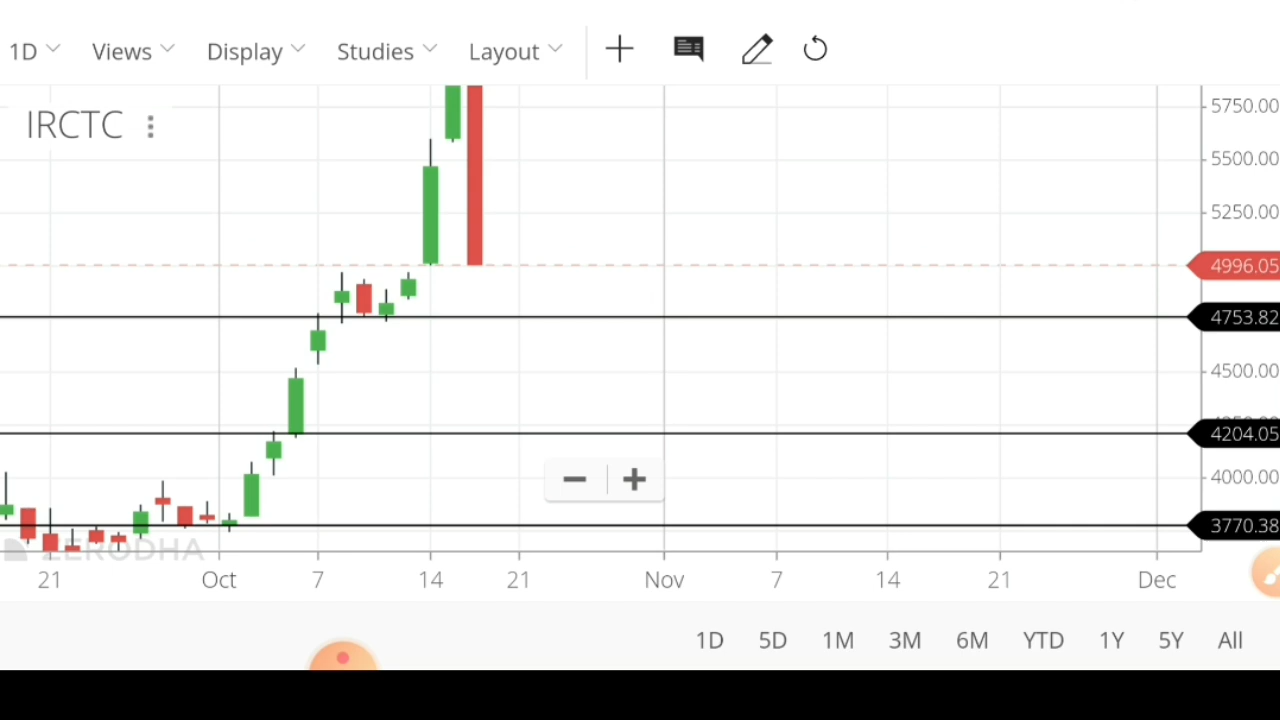 1D Views Display Studies Layout
IRCTC
5750.00
5500.00
5250.00
4996.05
4753.82
4500.00
4204.05
4000.00
3770.38
ZERODHA
21 Oct 7 14 21 Nov 7 14 21 Dec
1D 5D 1M 3M 6M YTD 1Y 5Y All